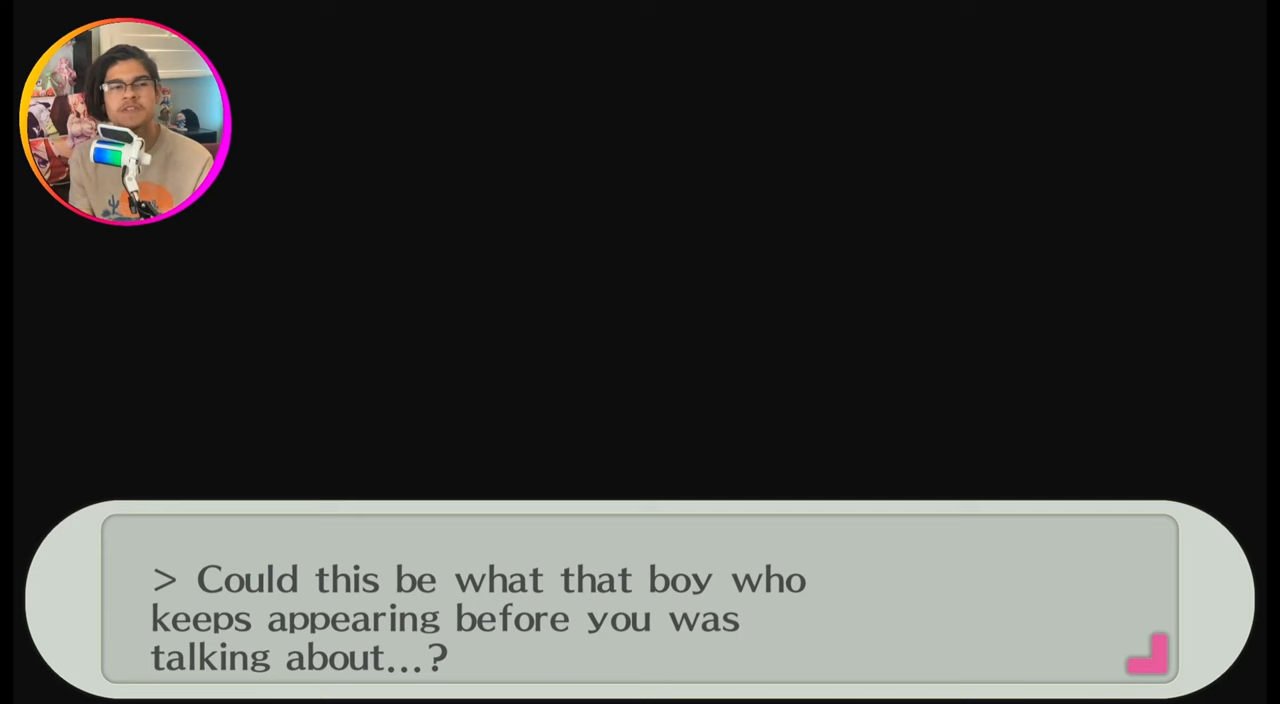 > Could this be what that boy who
keeps appearing before you was
talking about...?